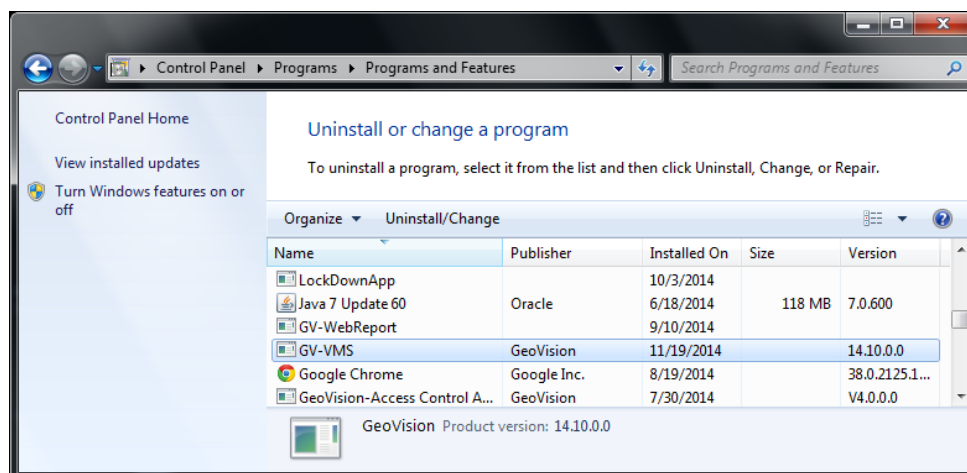 Control Panel Programs Programs and Features Search Programs and Features
Control Panel Home
View installed updates
Turn Windows features on or
off
Uninstall or change a program
To uninstall a program, select it from the list and then click Uninstall, Change, or Repair.
Organize Uninstall/Change
Name Publisher Installed On Size Version
LockDownApp 10/3/2014
Java 7 Update 60 Oracle 6/18/2014 118 MB 7.0.600
GV-WebReport 9/10/2014
GV-VMS GeoVision 11/19/2014 14.10.0.0
Google Chrome Google Inc. 8/19/2014 38.0.2125.1...
GeoVision-Access Control A... GeoVision 7/30/2014 V4.0.0.0
GeoVision Product version: 14.10.0.0